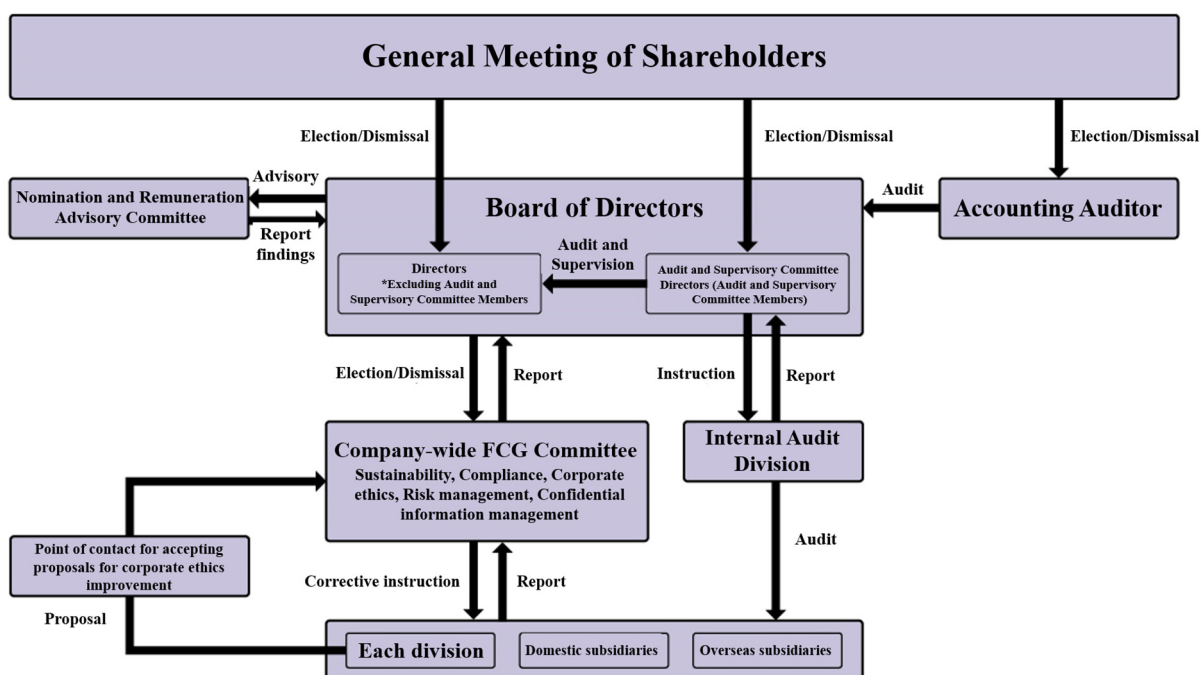 General Meeting of Shareholders
Election/Dismissal
Election/Dismissal
Election/Dismissal
Nomination and Remuneration
Advisory Committee
Advisory
Report
findings
Board of Directors
Audit
Accounting Auditor
Directors
*Excluding Audit and
Supervisory Committee Members
Audit and
Supervision
Audit and Supervisory Committee
Directors (Audit and Supervisory
Committee Members)
Election/Dismissal
Report
Instruction
Report
Company-wide FCG Committee
Sustainability, Compliance, Corporate
ethics, Risk management, Confidential
information management
Internal Audit
Division
Point of contact for accepting
proposals for corporate ethics
improvement
Proposal
Corrective instruction
Report
Audit
Each division
Domestic subsidiaries
Overseas subsidiaries